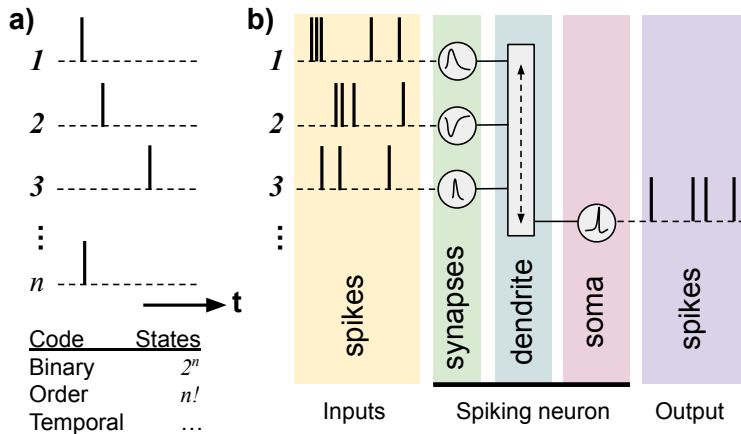 a)
1
2
3
⋮
n
t
Code States
Binary 2ⁿ
Order n!
Temporal ...
b)
1
2
3
⋮
spikes
synapses
dendrite
soma
spikes
Inputs
Spiking neuron
Output